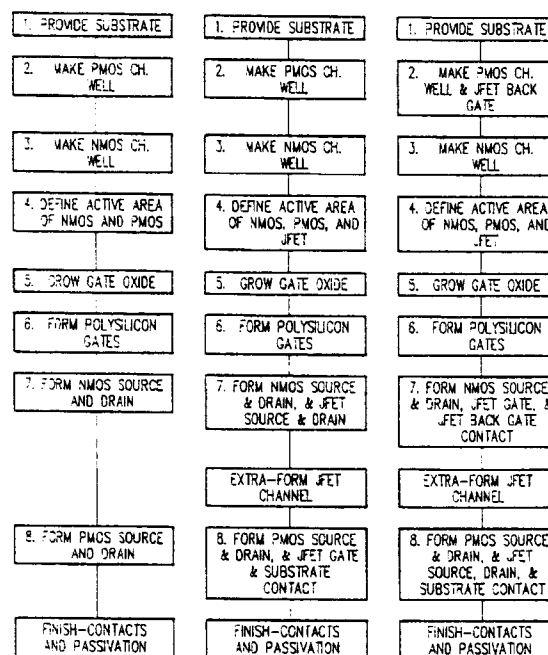 1. PROVIDE SUBSTRATE
2. MAKE PMOS CH.
WELL
3. MAKE NMOS CH.
WELL
4. DEFINE ACTIVE AREA
OF NMOS AND PMOS
5. GROW GATE OXIDE
6. FORM POLYSILICON
GATES
7. FORM NMOS SOURCE
AND DRAIN
8. FORM PMOS SOURCE
AND DRAIN
FINISH-CONTACTS
AND PASSIVATION
1. PROVIDE SUBSTRATE
2. MAKE PMOS CH.
WELL
3. MAKE NMOS CH.
WELL
4. DEFINE ACTIVE AREA
OF NMOS, PMOS, AND
JFET
5. GROW GATE OXIDE
6. FORM POLYSILICON
GATES
7. FORM NMOS SOURCE
& DRAIN, & JFET
SOURCE & DRAIN
EXTRA-FORM JFET
CHANNEL
8. FORM PMOS SOURCE
& DRAIN, & JFET GATE
& SUBSTRATE
CONTACT
FINISH-CONTACTS
AND PASSIVATION
1. PROVIDE SUBSTRATE
2. MAKE PMOS CH.
WELL & JFET BACK
GATE
3. MAKE NMOS CH.
WELL
4. DEFINE ACTIVE AREA
OF NMOS, PMOS, AND
JFET
5. GROW GATE OXIDE
6. FORM POLYSILICON
GATES
7. FORM NMOS SOURCE
& DRAIN, JFET GATE, &
JFET BACK GATE
CONTACT
EXTRA-FORM JFET
CHANNEL
8. FORM PMOS SOURCE
& DRAIN, & JFET
SOURCE, DRAIN, &
SUBSTRATE CONTACT
FINISH-CONTACTS
AND PASSIVATION